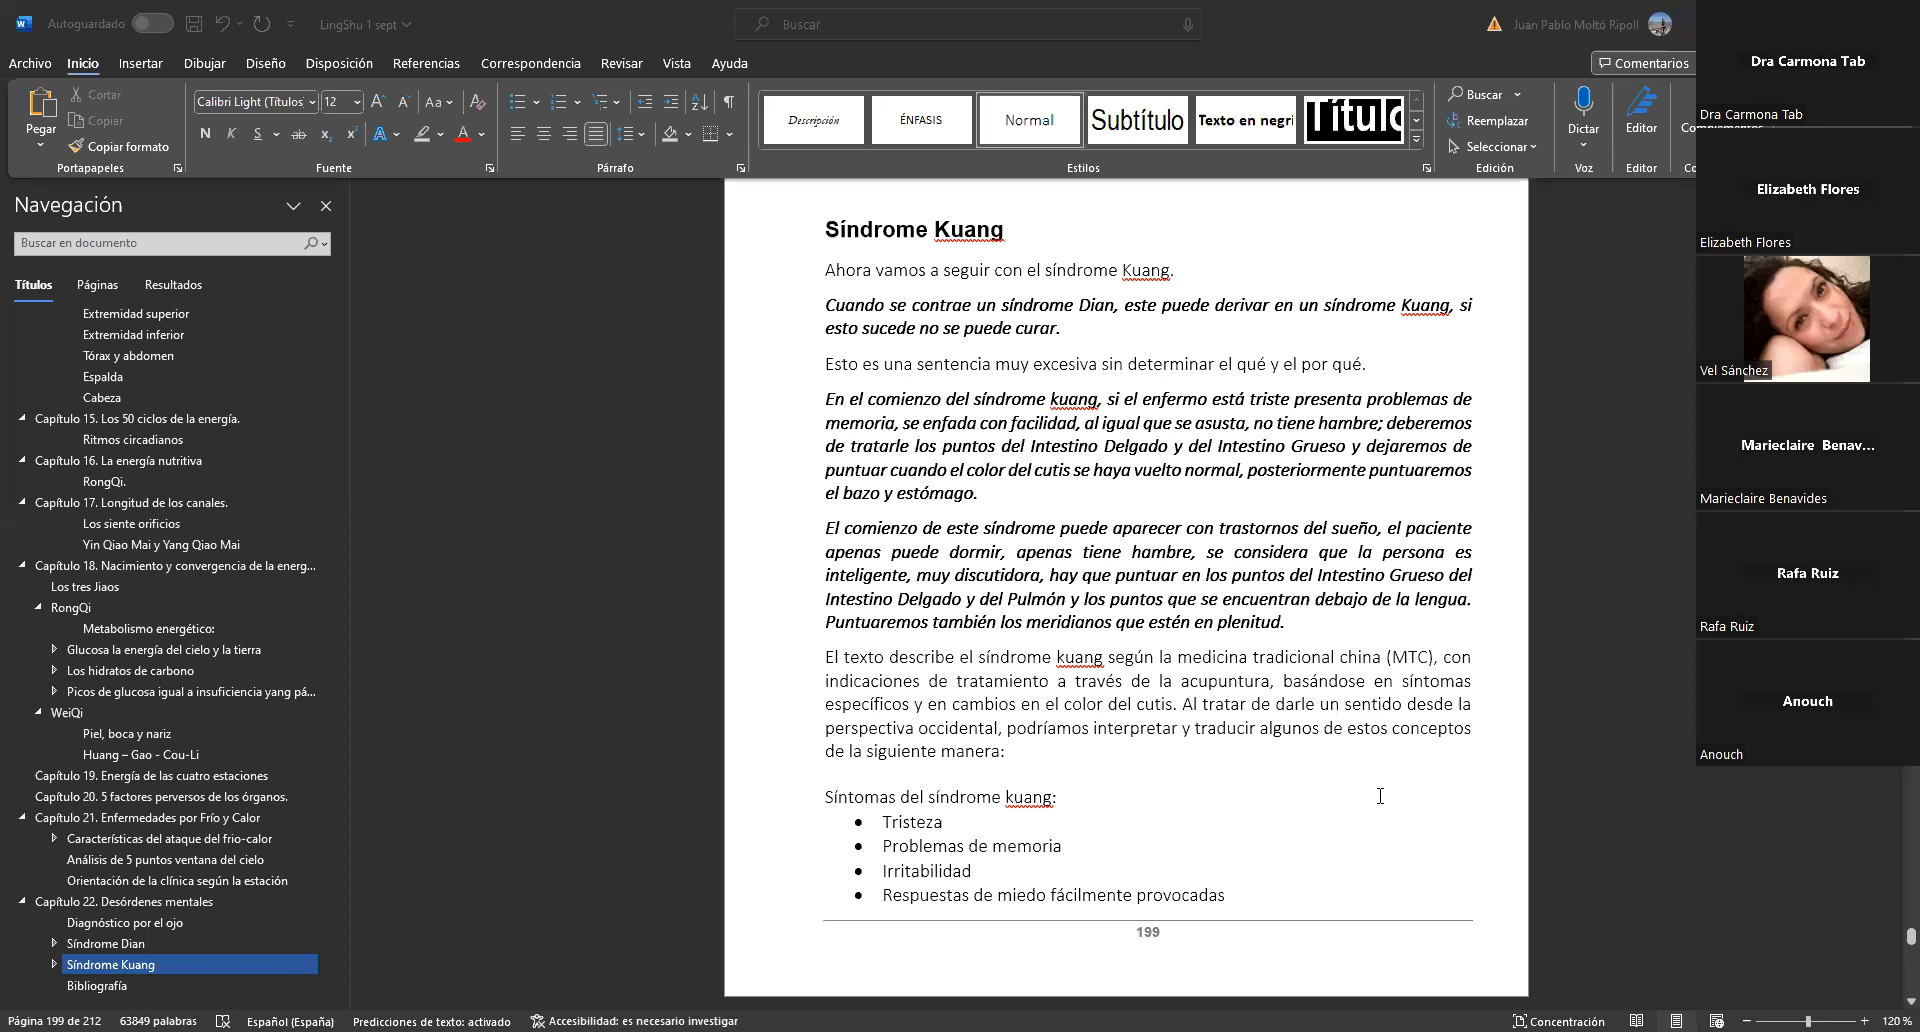 Autoguardado
LingShu 1 sept
Buscar
Juan Pablo Moltó Ripoll
Archivo Inicio Insertar Dibujar Diseño Disposición Referencias Correspondencia Revisar Vista Ayuda
Comentarios
Pegar
Cortar
Copiar
Copiar formato
Portapapeles
Calibri Light (Títulos 12
Fuente
Párrafo
Descripción
ÉNFASIS
Normal
Subtítulo
Texto en negri
Título
Estilos
Buscar
Reemplazar
Seleccionar
Edición
Dictar
Voz
Editor
Editor
Navegación
Buscar en documento
Títulos Páginas Resultados
Extremidad superior
Extremidad inferior
Tórax y abdomen
Espalda
Cabeza
Capítulo 15. Los 50 ciclos de la energía.
Ritmos circadianos
Capítulo 16. La energía nutritiva
RongQi.
Capítulo 17. Longitud de los canales.
Los siente orificios
Yin Qiao Mai y Yang Qiao Mai
Capítulo 18. Nacimiento y convergencia de la energ...
Los tres Jiaos
RongQi
Metabolismo energético:
Glucosa la energía del cielo y la tierra
Los hidratos de carbono
Picos de glucosa igual a insuficiencia yang pá...
WeiQi
Piel, boca y nariz
Huang – Gao - Cou-Li
Capítulo 19. Energía de las cuatro estaciones
Capítulo 20. 5 factores perversos de los órganos.
Capítulo 21. Enfermedades por Frío y Calor
Características del ataque del frio-calor
Análisis de 5 puntos ventana del cielo
Orientación de la clínica según la estación
Capítulo 22. Desórdenes mentales
Diagnóstico por el ojo
Síndrome Dian
Síndrome Kuang
Bibliografía
Síndrome Kuang
Ahora vamos a seguir con el síndrome Kuang.
Cuando se contrae un síndrome Dian, este puede derivar en un síndrome Kuang, si
esto sucede no se puede curar.
Esto es una sentencia muy excesiva sin determinar el qué y el por qué.
En el comienzo del síndrome kuang, si el enfermo está triste presenta problemas de
memoria, se enfada con facilidad, al igual que se asusta, no tiene hambre; deberemos
de tratarle los puntos del Intestino Delgado y del Intestino Grueso y dejaremos de
puntuar cuando el color del cutis se haya vuelto normal, posteriormente puntuaremos
el bazo y estómago.
El comienzo de este síndrome puede aparecer con trastornos del sueño, el paciente
apenas puede dormir, apenas tiene hambre, se considera que la persona es
inteligente, muy discutidora, hay que puntuar en los puntos del Intestino Grueso del
Intestino Delgado y del Pulmón y los puntos que se encuentran debajo de la lengua.
Puntuaremos también los meridianos que estén en plenitud.
El texto describe el síndrome kuang según la medicina tradicional china (MTC), con
indicaciones de tratamiento a través de la acupuntura, basándose en síntomas
específicos y en cambios en el color del cutis. Al tratar de darle un sentido desde la
perspectiva occidental, podríamos interpretar y traducir algunos de estos conceptos
de la siguiente manera:
Síntomas del síndrome kuang:
• Tristeza
• Problemas de memoria
• Irritabilidad
• Respuestas de miedo fácilmente provocadas
199
Dra Carmona Tab
Dra Carmona Tab
Elizabeth Flores
Elizabeth Flores
Vel Sánchez
Marieclaire Benav...
Marieclaire Benavides
Rafa Ruiz
Rafa Ruiz
Anouch
Anouch
Página 199 de 212 63849 palabras Español (España) Predicciones de texto: activado Accesibilidad: es necesario investigar
Concentración 120 %